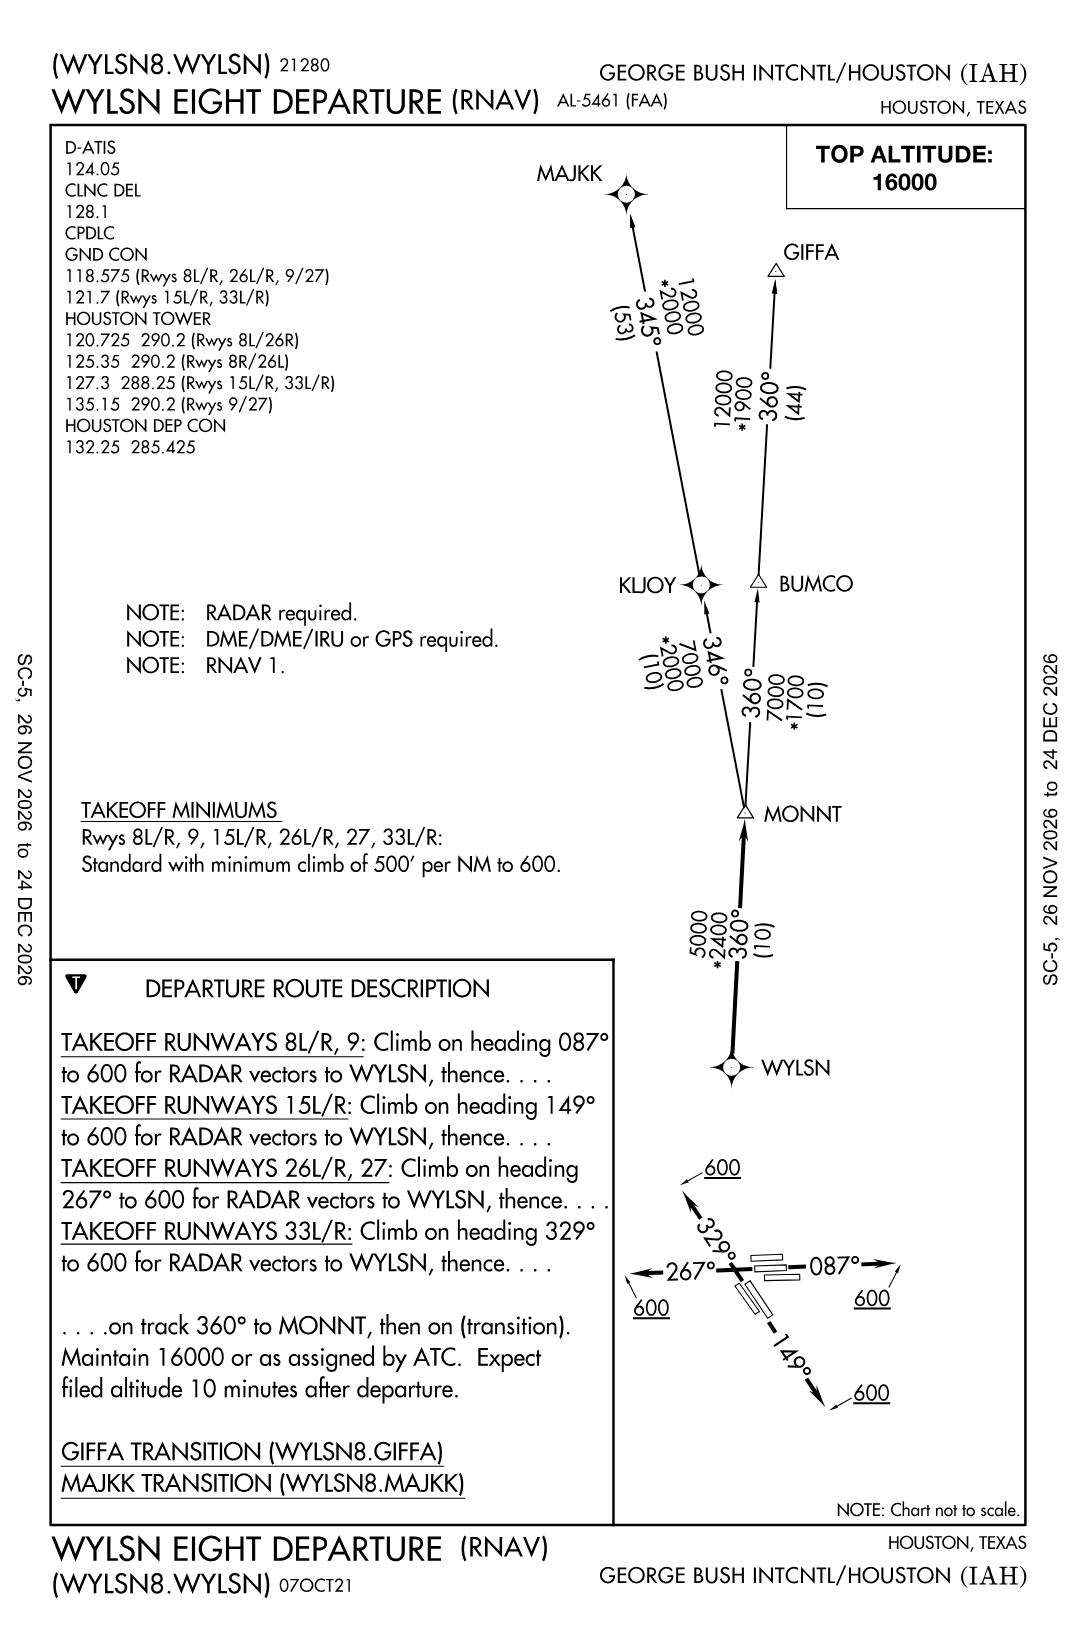 (WYLSN8.WYLSN) 21280
WYLSN EIGHT DEPARTURE (RNAV) AL-5461 (FAA)
GEORGE BUSH INTCNTL/HOUSTON (IAH)
HOUSTON, TEXAS
D-ATIS
124.05
CLNC DEL
128.1
CPDLC
GND CON
118.575 (Rwys 8L/R, 26L/R, 9/27)
121.7 (Rwys 15L/R, 33L/R)
HOUSTON TOWER
120.725 290.2 (Rwys 8L/26R)
125.35 290.2 (Rwys 8R/26L)
127.3 288.25 (Rwys 15L/R, 33L/R)
135.15 290.2 (Rwys 9/27)
HOUSTON DEP CON
132.25 285.425
TOP ALTITUDE:
16000
MAJKK
GIFFA
12000
*2000
345°
(53)
12000
*1900
360°
(44)
KLJOY
BUMCO
346°
7000
*2000
(10)
360°
7000
*1700
(10)
MONNT
5000
*2400
360°
(10)
WYLSN
NOTE: RADAR required.
NOTE: DME/DME/IRU or GPS required.
NOTE: RNAV 1.
TAKEOFF MINIMUMS
Rwys 8L/R, 9, 15L/R, 26L/R, 27, 33L/R:
Standard with minimum climb of 500’ per NM to 600.
T
DEPARTURE ROUTE DESCRIPTION
TAKEOFF RUNWAYS 8L/R, 9: Climb on heading 087°
to 600 for RADAR vectors to WYLSN, thence. . . .
TAKEOFF RUNWAYS 15L/R: Climb on heading 149°
to 600 for RADAR vectors to WYLSN, thence. . . .
TAKEOFF RUNWAYS 26L/R, 27: Climb on heading
267° to 600 for RADAR vectors to WYLSN, thence. . . .
TAKEOFF RUNWAYS 33L/R: Climb on heading 329°
to 600 for RADAR vectors to WYLSN, thence. . . .
. . . .on track 360° to MONNT, then on (transition).
Maintain 16000 or as assigned by ATC. Expect
filed altitude 10 minutes after departure.
GIFFA TRANSITION (WYLSN8.GIFFA)
MAJKK TRANSITION (WYLSN8.MAJKK)
600
329°
267°
087°
600
600
149°
600
NOTE: Chart not to scale.
SC-5, 26 NOV 2026 to 24 DEC 2026
SC-5, 26 NOV 2026 to 24 DEC 2026
WYLSN EIGHT DEPARTURE (RNAV)
(WYLSN8.WYLSN) 07OCT21
HOUSTON, TEXAS
GEORGE BUSH INTCNTL/HOUSTON (IAH)